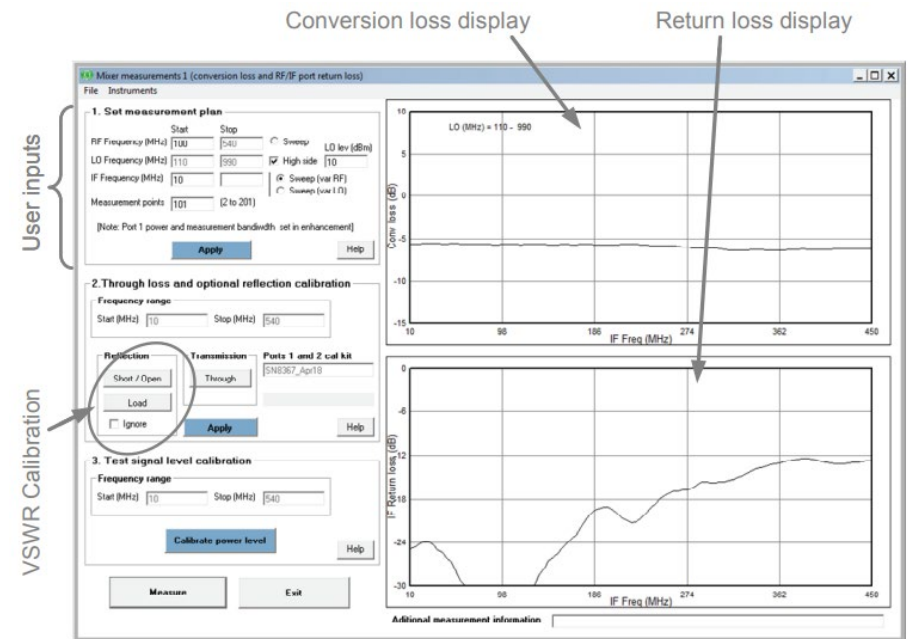 Conversion loss display
Return loss display
Mixer measurements 1 (conversion loss and RF/IF port return loss)
File Instruments
User inputs
1. Set measurement plan
Start Stop
RF Frequency (MHz) 100 540 Sweep LO lev (dBm)
LO Frequency (MHz) 110 990 High side 10
IF Frequency (MHz) 10 Sweep (var RF)
Sweep (var LO)
Measurement points 101 (2 to 201)
[Note: Port 1 power and measurement bandwidth set in enhancement]
Apply Help
2.Through loss and optional reflection calibration
Frequency range
Start (MHz) 10 Stop (MHz) 540
Reflection Transmission Ports 1 and 2 cal kit
Short / Open Through SN8367_Apr18
Load
Ignore Apply Help
VSWR Calibration
3. Test signal level calibration
Frequency range
Start (MHz) 10 Stop (MHz) 540
Calibrate power level
Help
Measure Exit
LO (MHz) = 110 - 990
Conv loss (dB)
10
5
0
-5
-10
-15
10 98 186 274 362 450
IF Freq (MHz)
IF Return loss (dB)
0
-6
-12
-18
-24
-30
10 98 186 274 362 450
IF Freq (MHz)
Aditional measurement information